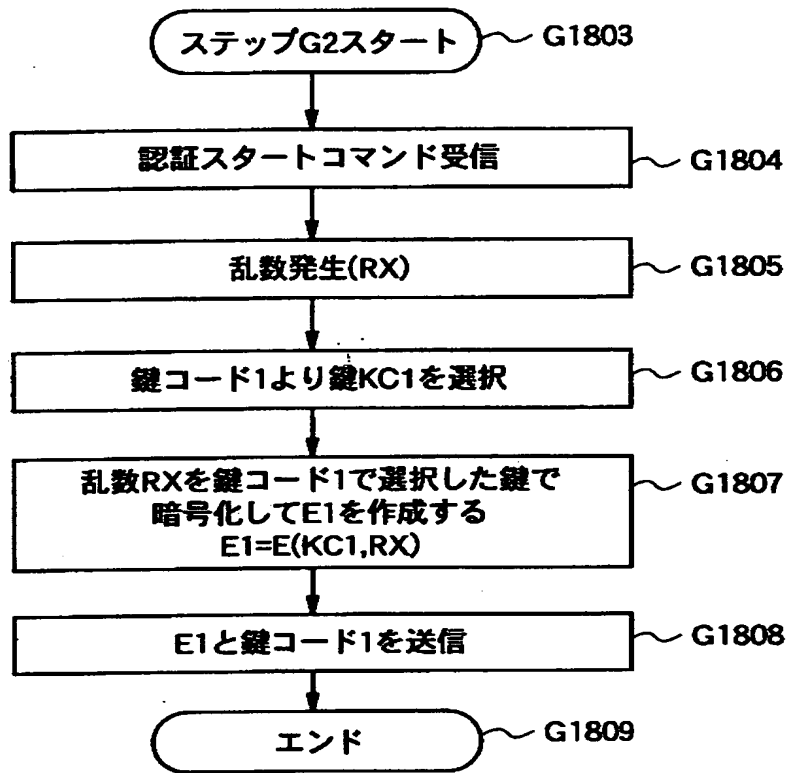 ステップG2スタート
G1803
認証スタートコマンド受信
G1804
乱数発生(RX)
G1805
鍵コード1より鍵KC1を選択
G1806
乱数RXを鍵コード1で選択した鍵で
暗号化してE1を作成する
E1=E(KC1,RX)
G1807
E1と鍵コード1を送信
G1808
エンド
G1809